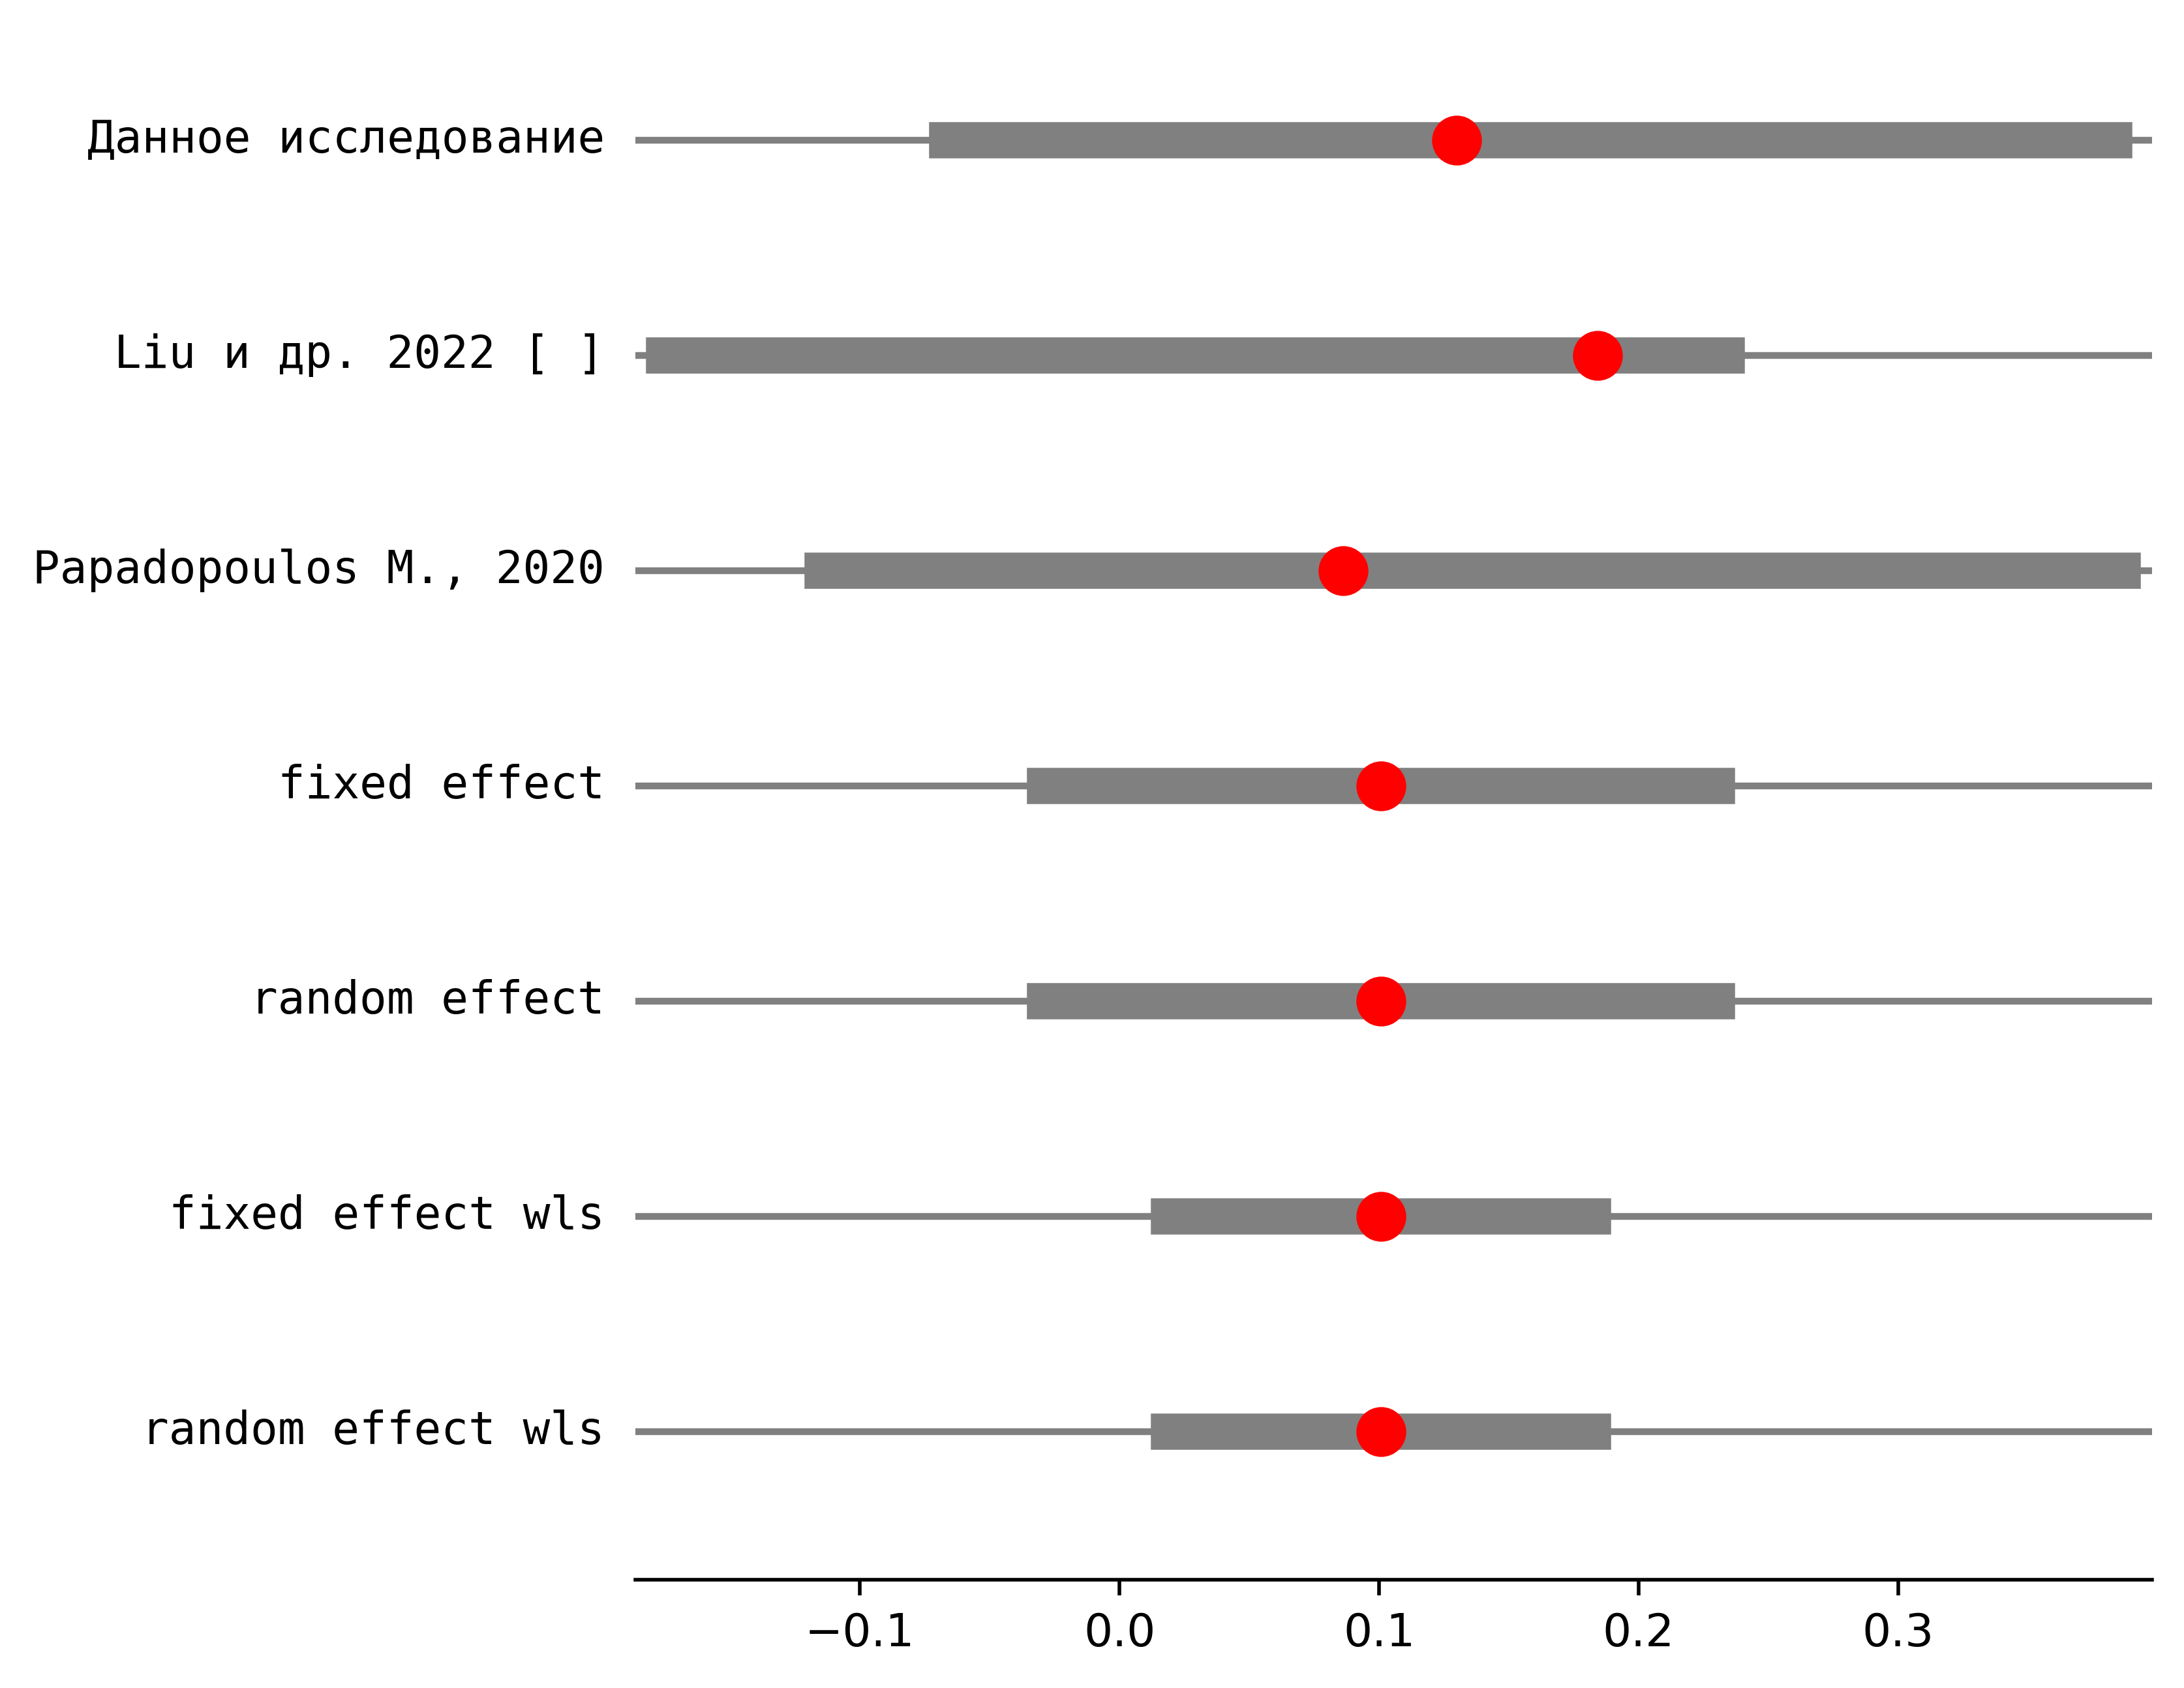 Данное исследование
Liu и др. 2022 [ ]
Papadopoulos M., 2020
fixed effect
random effect
fixed effect wls
random effect wls
−0.1 0.0 0.1 0.2 0.3